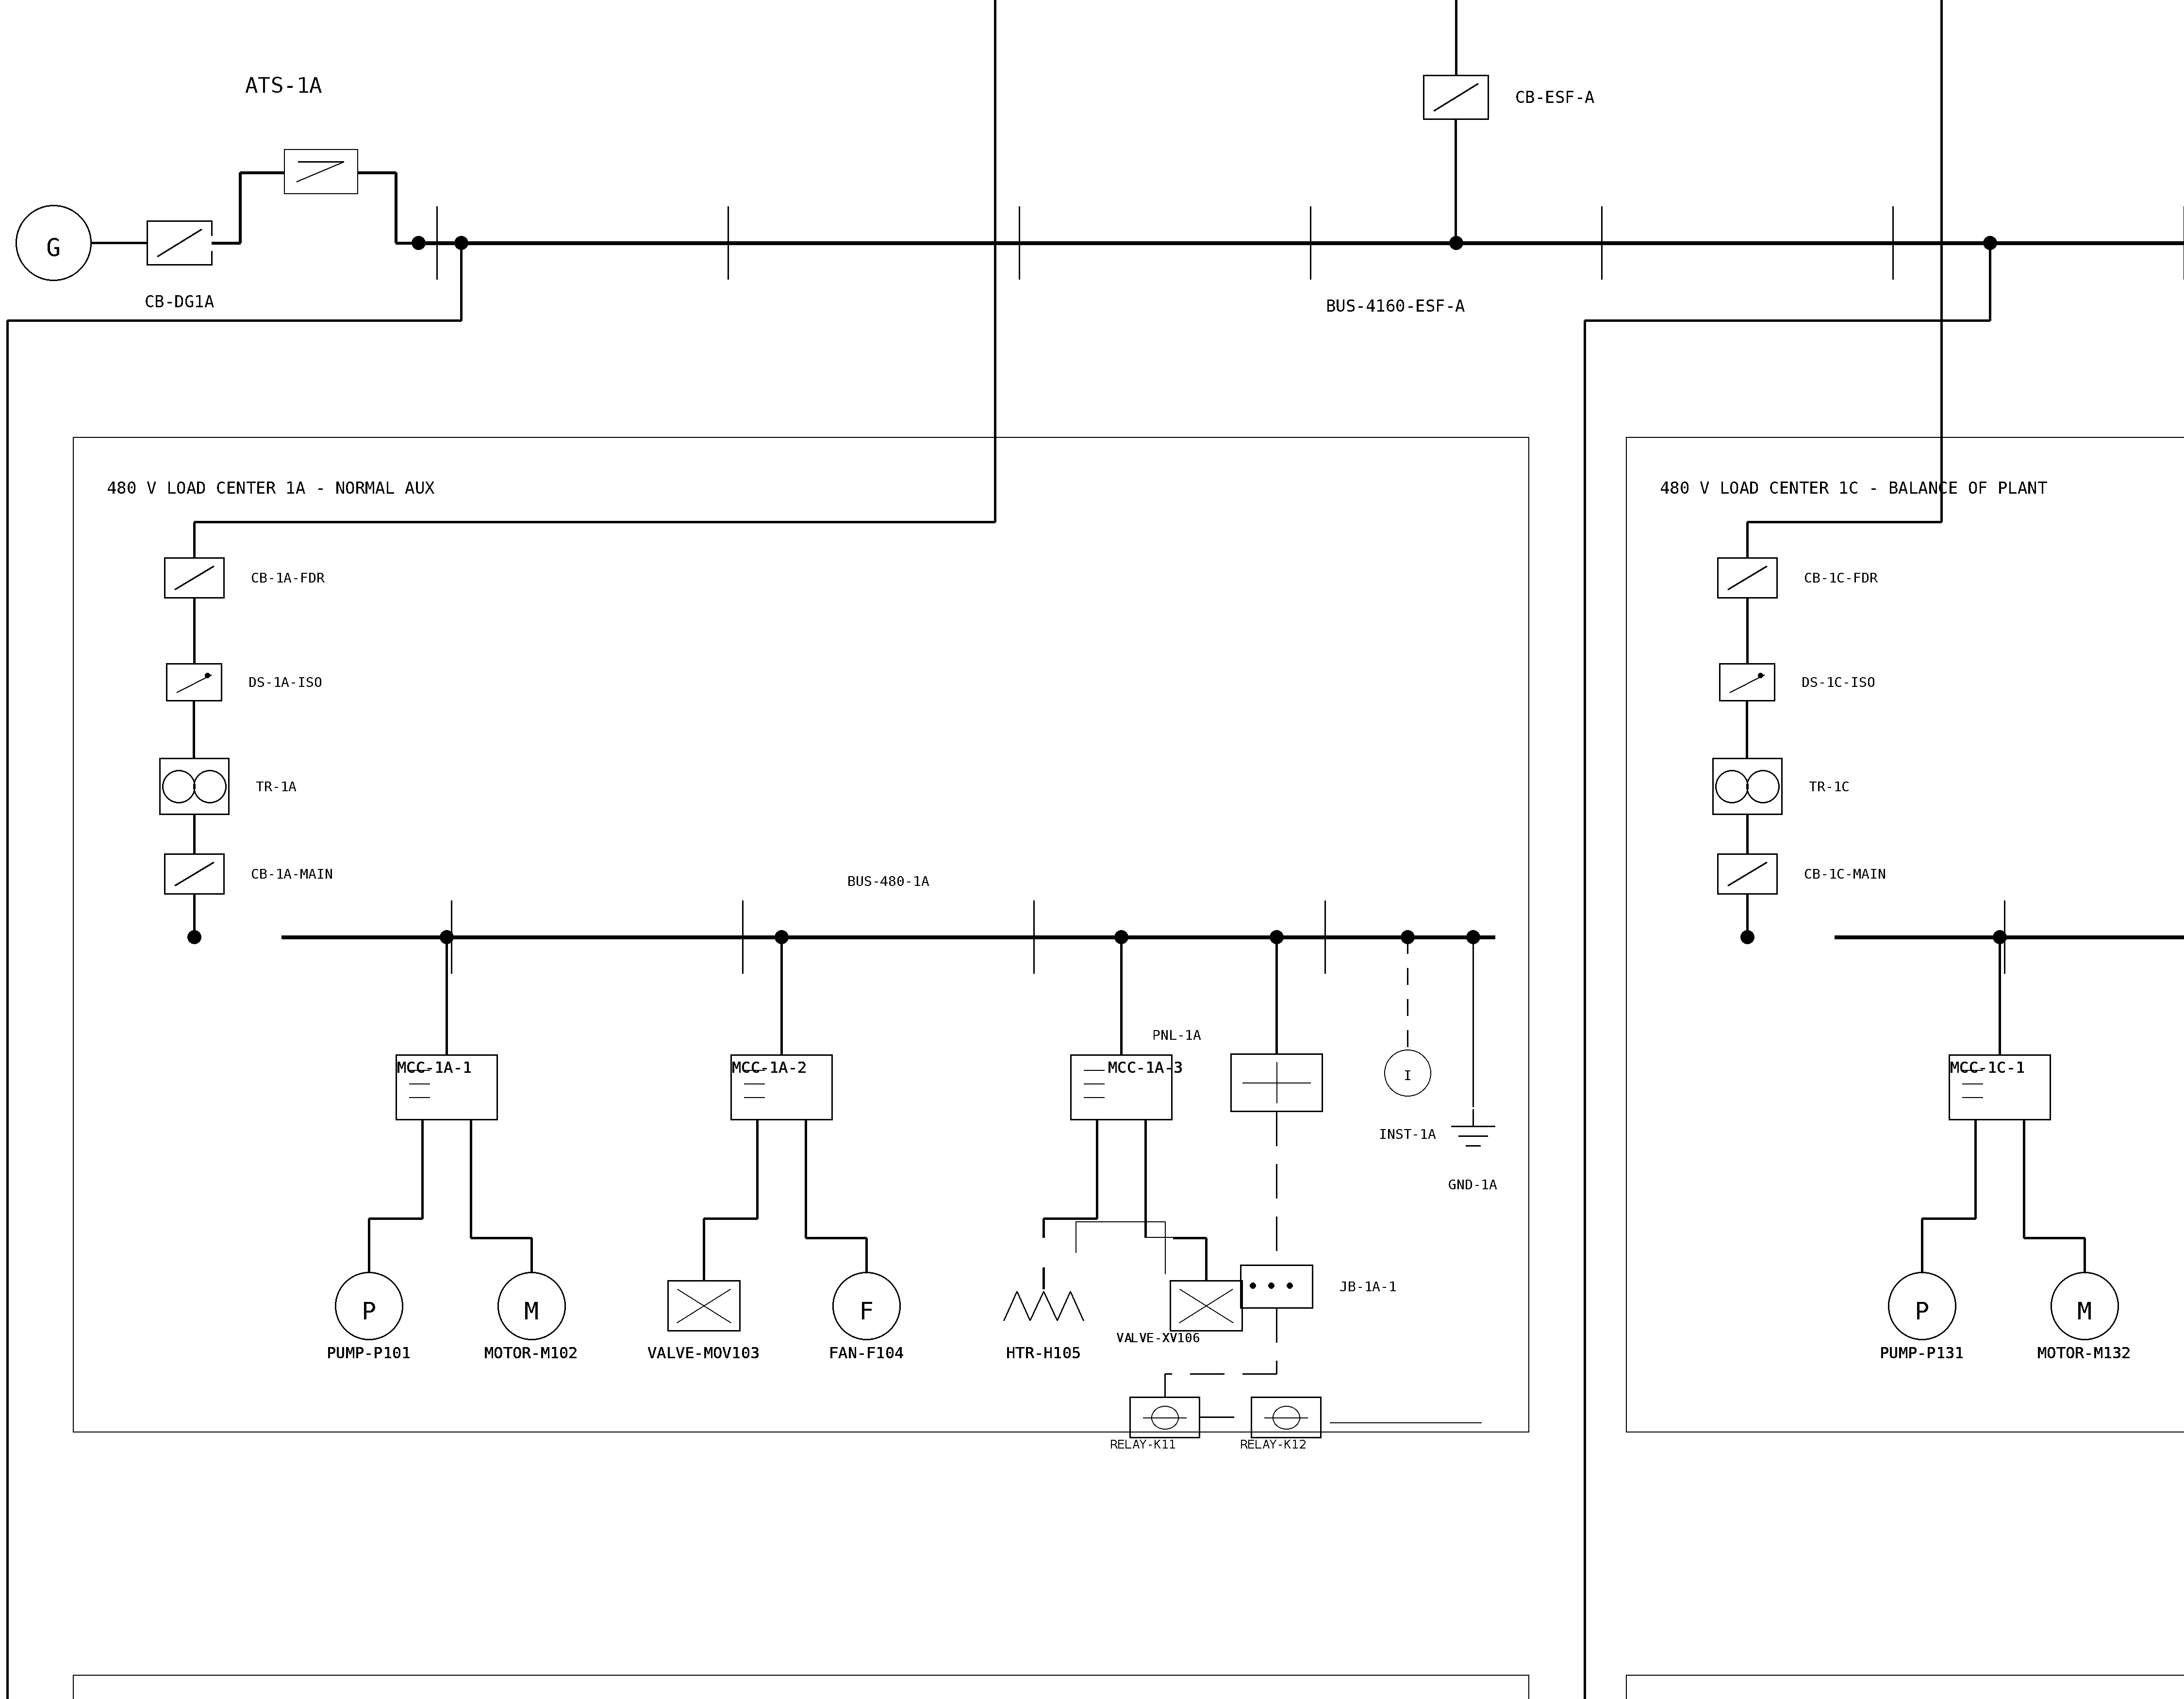 ATS-1A
CB-ESF-A
G
CB-DG1A
BUS-4160-ESF-A
480 V LOAD CENTER 1A - NORMAL AUX
480 V LOAD CENTER 1C - BALANCE OF PLANT
CB-1A-FDR
CB-1C-FDR
DS-1A-ISO
DS-1C-ISO
TR-1A
TR-1C
CB-1A-MAIN
BUS-480-1A
CB-1C-MAIN
PNL-1A
MCC-1A-1
MCC-1A-2
MCC-1A-3
I
MCC-1C-1
INST-1A
GND-1A
JB-1A-1
P
M
F
P
M
VALVE-XV106
PUMP-P101
MOTOR-M102
VALVE-MOV103
FAN-F104
HTR-H105
PUMP-P131
MOTOR-M132
RELAY-K11
RELAY-K12